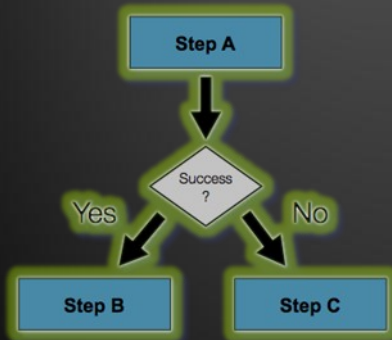 Step A
Success
?
Yes
No
Step B
Step C